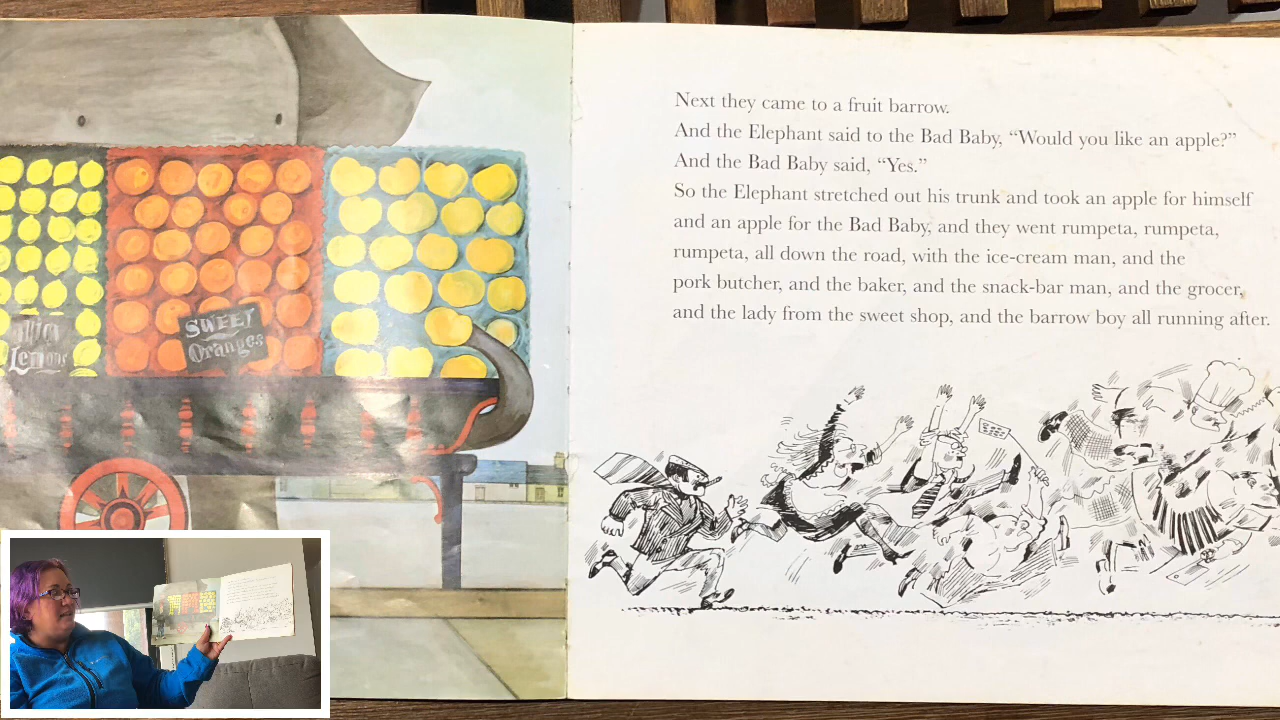 Next they came to a fruit barrow.
And the Elephant said to the Bad Baby, “Would you like an apple?”
And the Bad Baby said, “Yes.”
So the Elephant stretched out his trunk and took an apple for himself
and an apple for the Bad Baby, and they went rumpeta, rumpeta,
rumpeta, all down the road, with the ice-cream man, and the
pork butcher, and the baker, and the snack-bar man, and the grocer,
and the lady from the sweet shop, and the barrow boy all running after.
Lemons
SWEET
Oranges